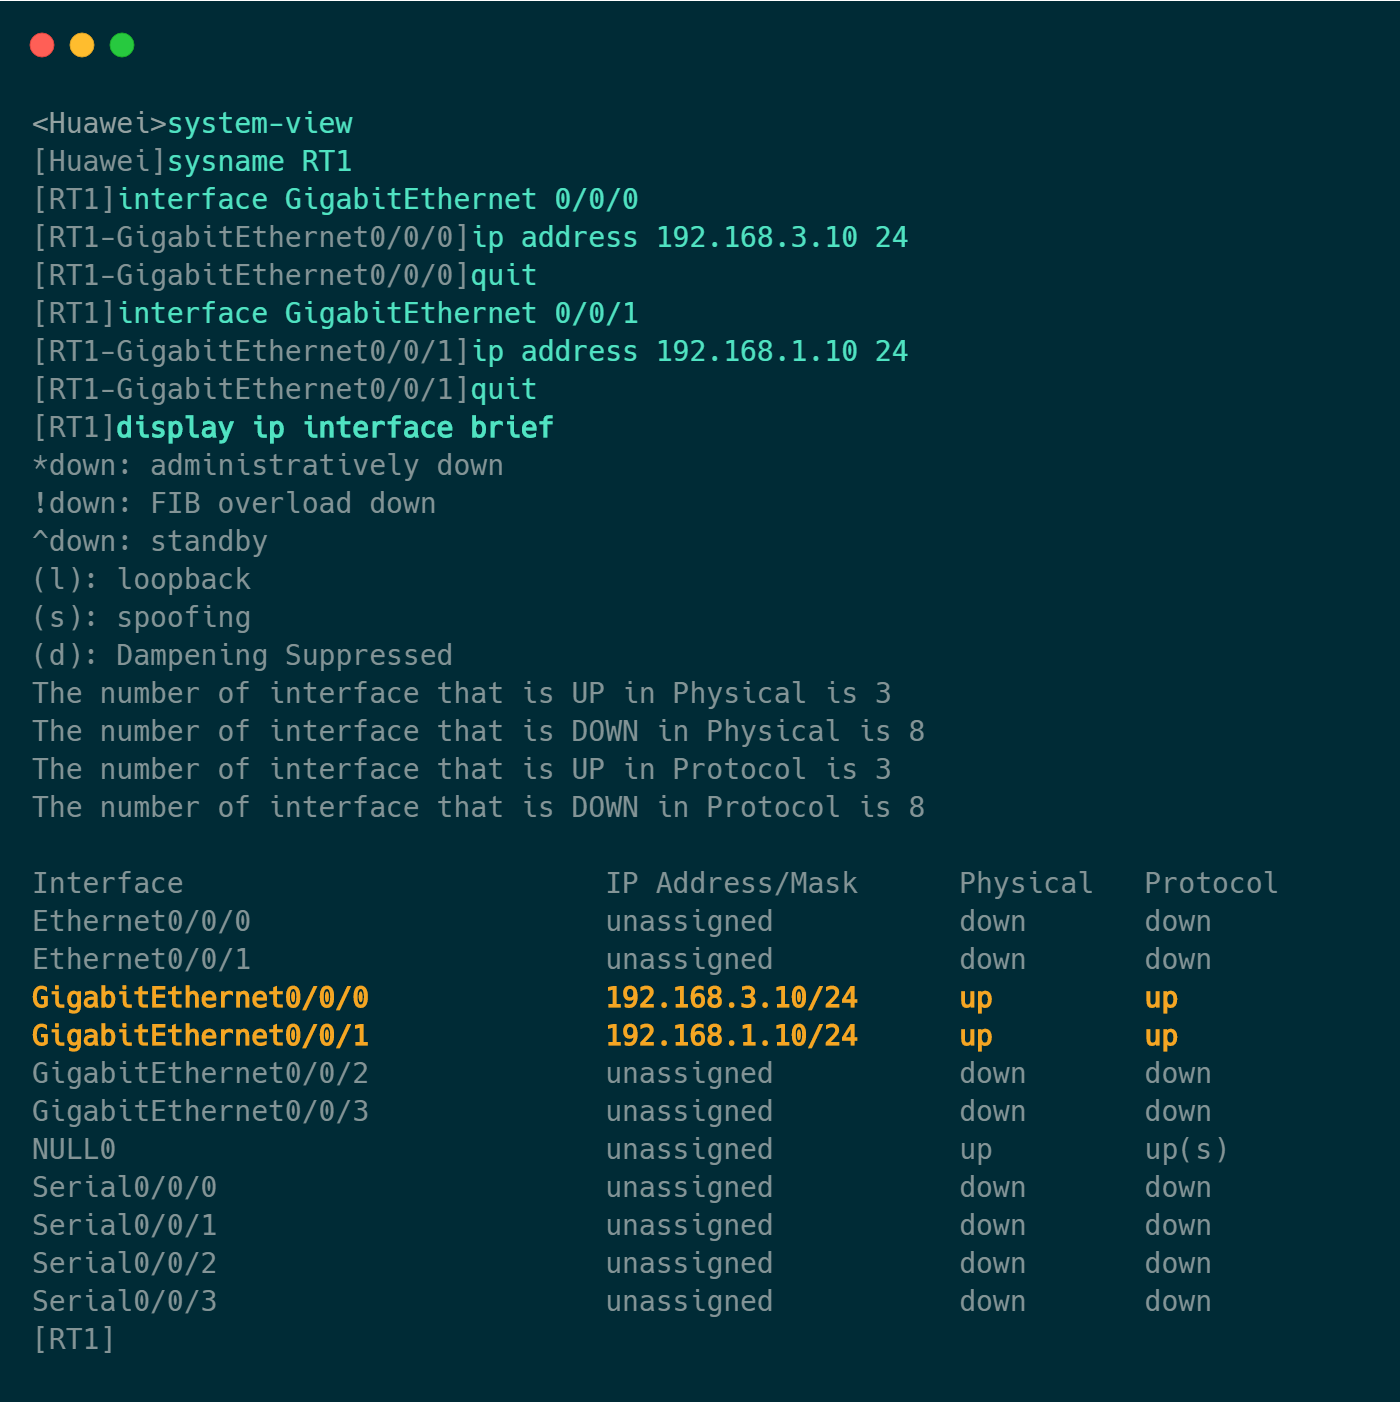 <Huawei>system-view
[Huawei]sysname RT1
[RT1]interface GigabitEthernet 0/0/0
[RT1-GigabitEthernet0/0/0]ip address 192.168.3.10 24
[RT1-GigabitEthernet0/0/0]quit
[RT1]interface GigabitEthernet 0/0/1
[RT1-GigabitEthernet0/0/1]ip address 192.168.1.10 24
[RT1-GigabitEthernet0/0/1]quit
[RT1]display ip interface brief
*down: administratively down
!down: FIB overload down
^down: standby
(l): loopback
(s): spoofing
(d): Dampening Suppressed
The number of interface that is UP in Physical is 3
The number of interface that is DOWN in Physical is 8
The number of interface that is UP in Protocol is 3
The number of interface that is DOWN in Protocol is 8

Interface                         IP Address/Mask      Physical   Protocol
Ethernet0/0/0                     unassigned           down       down
Ethernet0/0/1                     unassigned           down       down
GigabitEthernet0/0/0              192.168.3.10/24      up         up
GigabitEthernet0/0/1              192.168.1.10/24      up         up
GigabitEthernet0/0/2              unassigned           down       down
GigabitEthernet0/0/3              unassigned           down       down
NULL0                             unassigned           up         up(s)
Serial0/0/0                       unassigned           down       down
Serial0/0/1                       unassigned           down       down
Serial0/0/2                       unassigned           down       down
Serial0/0/3                       unassigned           down       down
[RT1]